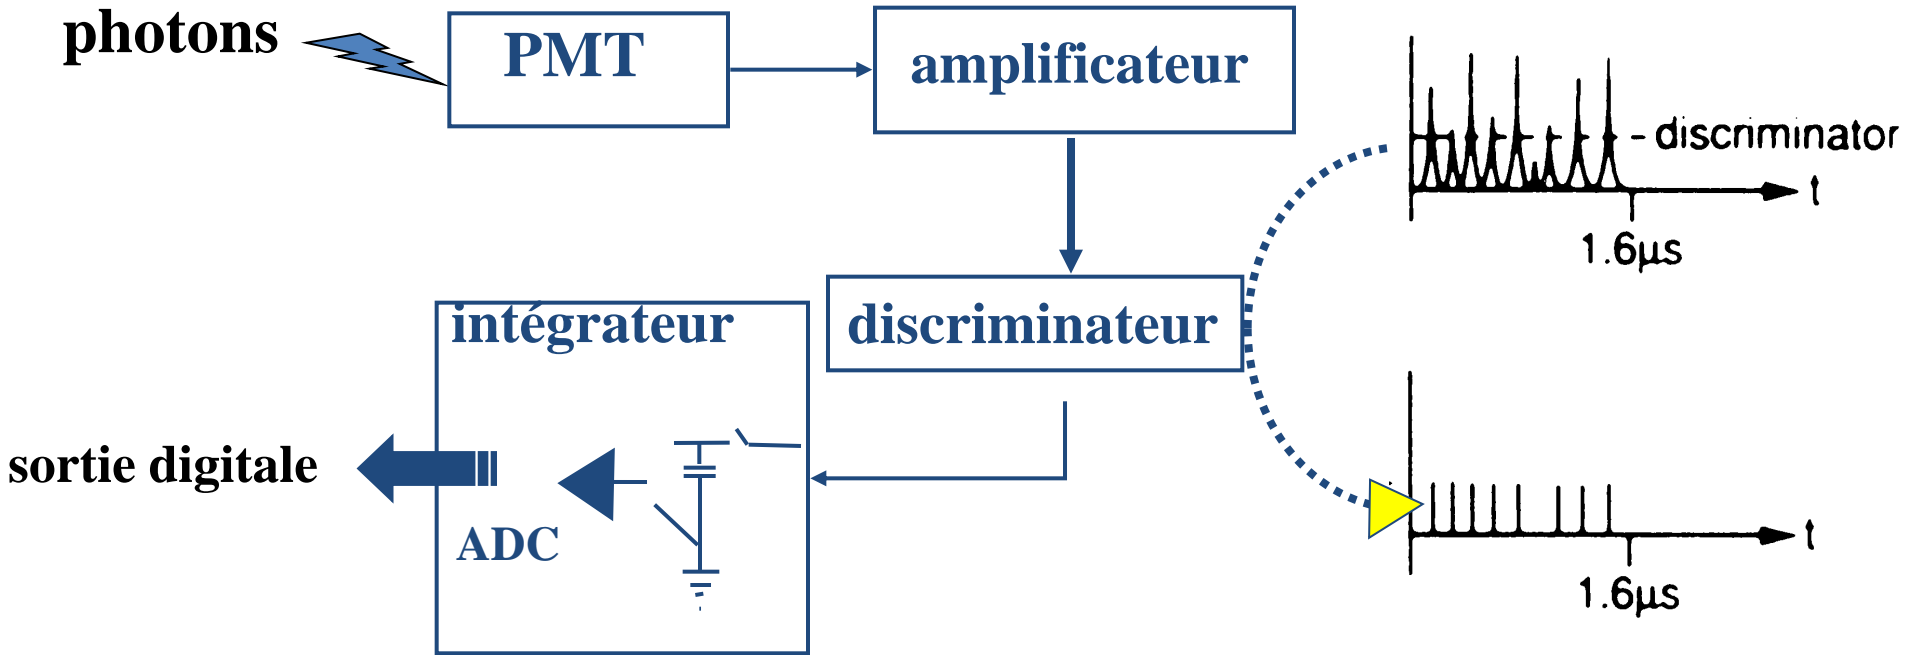 photons
PMT
amplificateur
- discriminator
t
1.6µs
discriminateur
intégrateur
sortie digitale
ADC
t
1.6µs